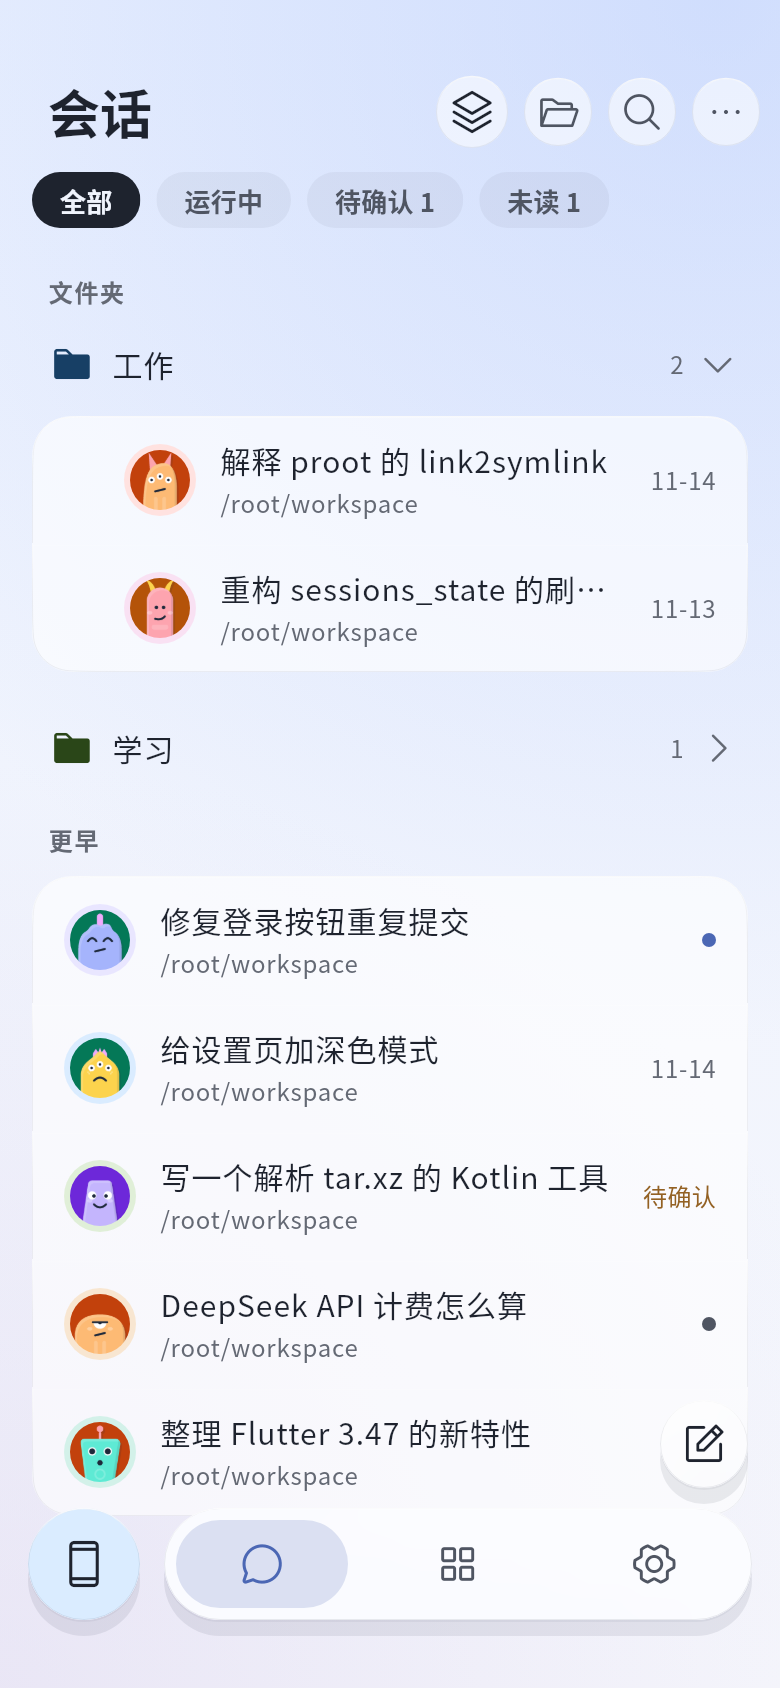 会话
全部
运行中
待确认 1
未读 1
文件夹
工作
2
解释 proot 的 link2symlink
/root/workspace
11-14
重构 sessions_state 的刷…
/root/workspace
11-13
学习
1
更早
修复登录按钮重复提交
/root/workspace
给设置页加深色模式
/root/workspace
11-14
写一个解析 tar.xz 的 Kotlin 工具
/root/workspace
待确认
DeepSeek API 计费怎么算
/root/workspace
整理 Flutter 3.47 的新特性
/root/workspace